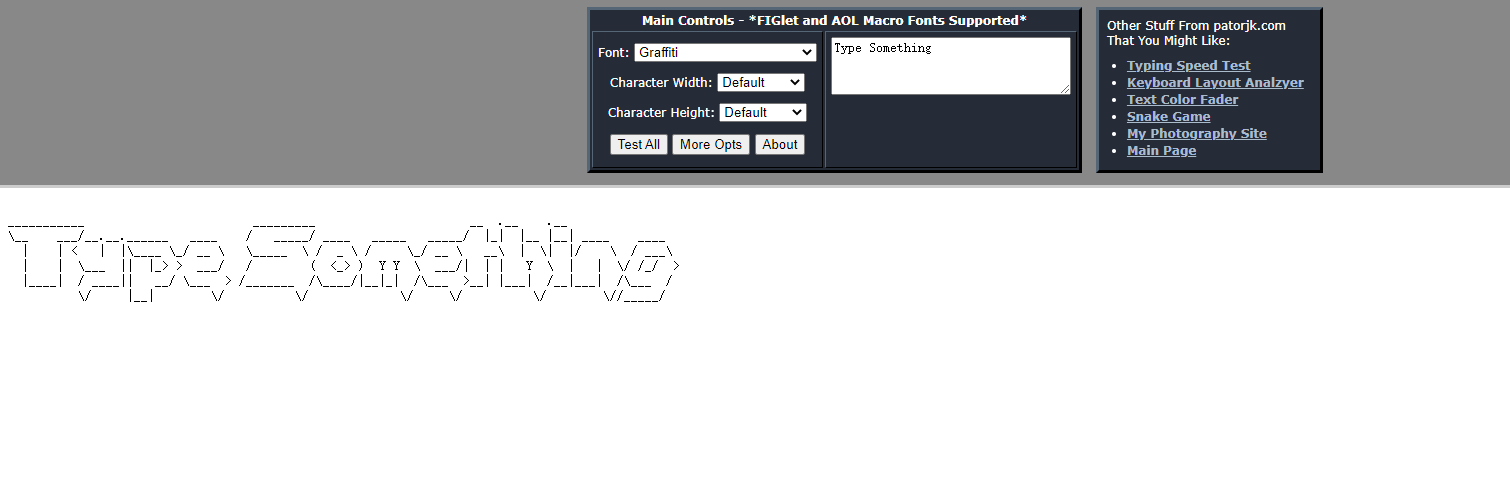 Main Controls - *FIGlet and AOL Macro Fonts Supported*
Font: Graffiti
Character Width: Default
Character Height: Default
Test All More Opts About
Type Something
Other Stuff From patorjk.com
That You Might Like:
Typing Speed Test
Keyboard Layout Analzyer
Text Color Fader
Snake Game
My Photography Site
Main Page
Type Something